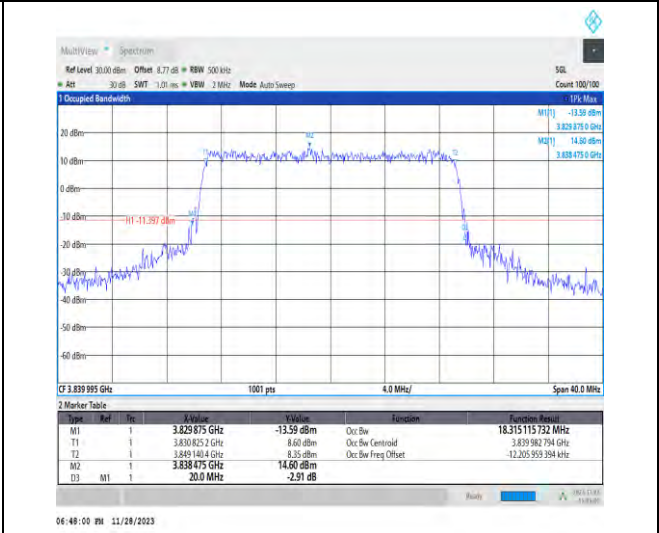 MultiView Spectrum
Ref Level 30.00 dBm Offset 8.77 dB RBW 500 kHz SGL
Att 30 dB SWT 1.01 ms VBW 2 MHz Mode Auto Sweep Count 100/100
1 Occupied Bandwidth 1Pk Max
M1[1] -13.59 dBm
3.829 875 0 GHz
M2[1] 14.60 dBm
3.838 475 0 GHz
20 dBm
M2
T1 T2
10 dBm
0 dBm
-10 dBm
M1
H1 -11.397 dBm
D3
-20 dBm
-30 dBm
-40 dBm
-50 dBm
-60 dBm
CF 3.839 995 GHz 1001 pts 4.0 MHz/ Span 40.0 MHz
2 Marker Table
Type Ref Trc X-Value Y-Value Function Function Result
M1 1 3.829 875 GHz -13.59 dBm Occ Bw 18.315 115 732 MHz
T1 1 3.830 825 2 GHz 8.60 dBm Occ Bw Centroid 3.839 982 794 GHz
T2 1 3.849 140 4 GHz 8.35 dBm Occ Bw Freq Offset -12.205 959 394 kHz
M2 1 3.838 475 GHz 14.60 dBm
D3 M1 1 20.0 MHz -2.91 dB
Ready
06:48:00 PM 11/28/2023